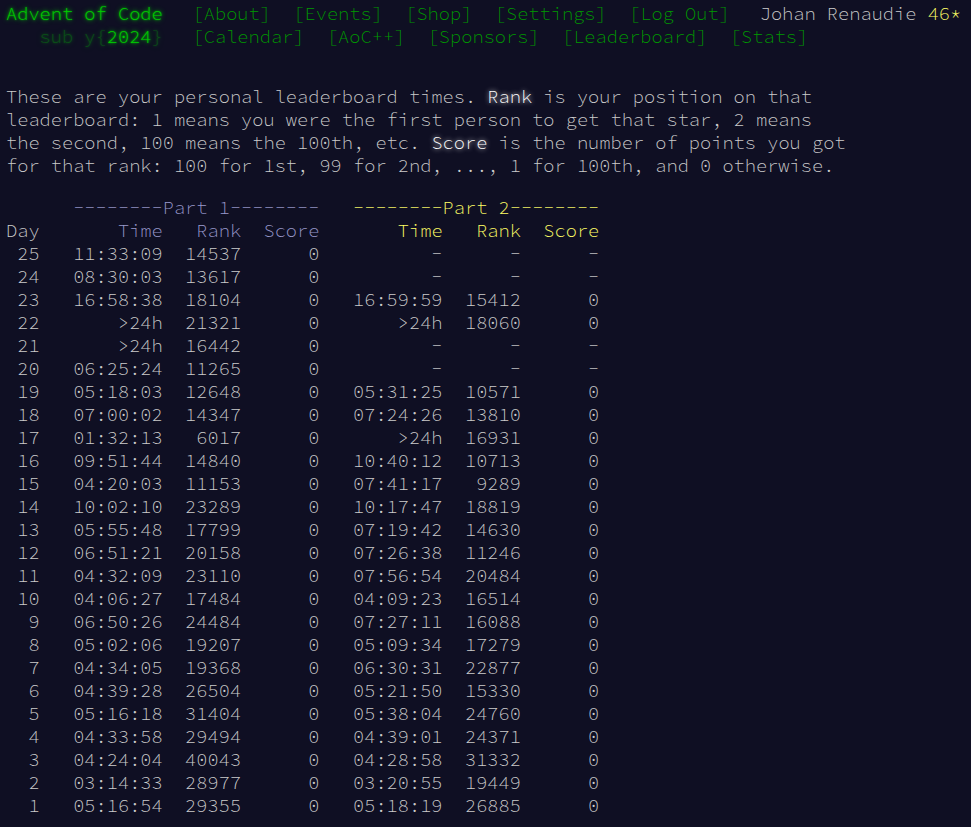 Advent of Code [About] [Events] [Shop] [Settings] [Log Out] Johan Renaudie 46*
sub y{2024} [Calendar] [AoC++] [Sponsors] [Leaderboard] [Stats]
These are your personal leaderboard times. Rank is your position on that
leaderboard: 1 means you were the first person to get that star, 2 means
the second, 100 means the 100th, etc. Score is the number of points you got
for that rank: 100 for 1st, 99 for 2nd, ..., 1 for 100th, and 0 otherwise.
--------Part 1-------- --------Part 2--------
Day Time Rank Score Time Rank Score
25 11:33:09 14537 0 - - -
24 08:30:03 13617 0 - - -
23 16:58:38 18104 0 16:59:59 15412 0
22 >24h 21321 0 >24h 18060 0
21 >24h 16442 0 - - -
20 06:25:24 11265 0 - - -
19 05:18:03 12648 0 05:31:25 10571 0
18 07:00:02 14347 0 07:24:26 13810 0
17 01:32:13 6017 0 >24h 16931 0
16 09:51:44 14840 0 10:40:12 10713 0
15 04:20:03 11153 0 07:41:17 9289 0
14 10:02:10 23289 0 10:17:47 18819 0
13 05:55:48 17799 0 07:19:42 14630 0
12 06:51:21 20158 0 07:26:38 11246 0
11 04:32:09 23110 0 07:56:54 20484 0
10 04:06:27 17484 0 04:09:23 16514 0
9 06:50:26 24484 0 07:27:11 16088 0
8 05:02:06 19207 0 05:09:34 17279 0
7 04:34:05 19368 0 06:30:31 22877 0
6 04:39:28 26504 0 05:21:50 15330 0
5 05:16:18 31404 0 05:38:04 24760 0
4 04:33:58 29494 0 04:39:01 24371 0
3 04:24:04 40043 0 04:28:58 31332 0
2 03:14:33 28977 0 03:20:55 19449 0
1 05:16:54 29355 0 05:18:19 26885 0